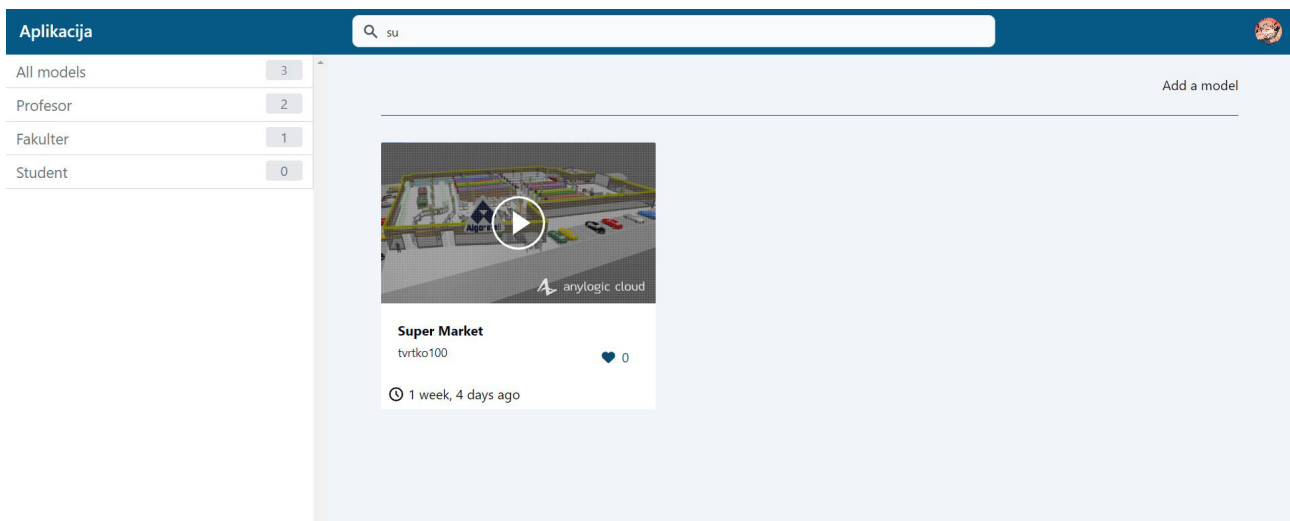 Aplikacija
su
All models 3
Profesor 2
Fakulter 1
Student 0
Add a model
anylogic cloud
Super Market
tvrtko100
0
1 week, 4 days ago